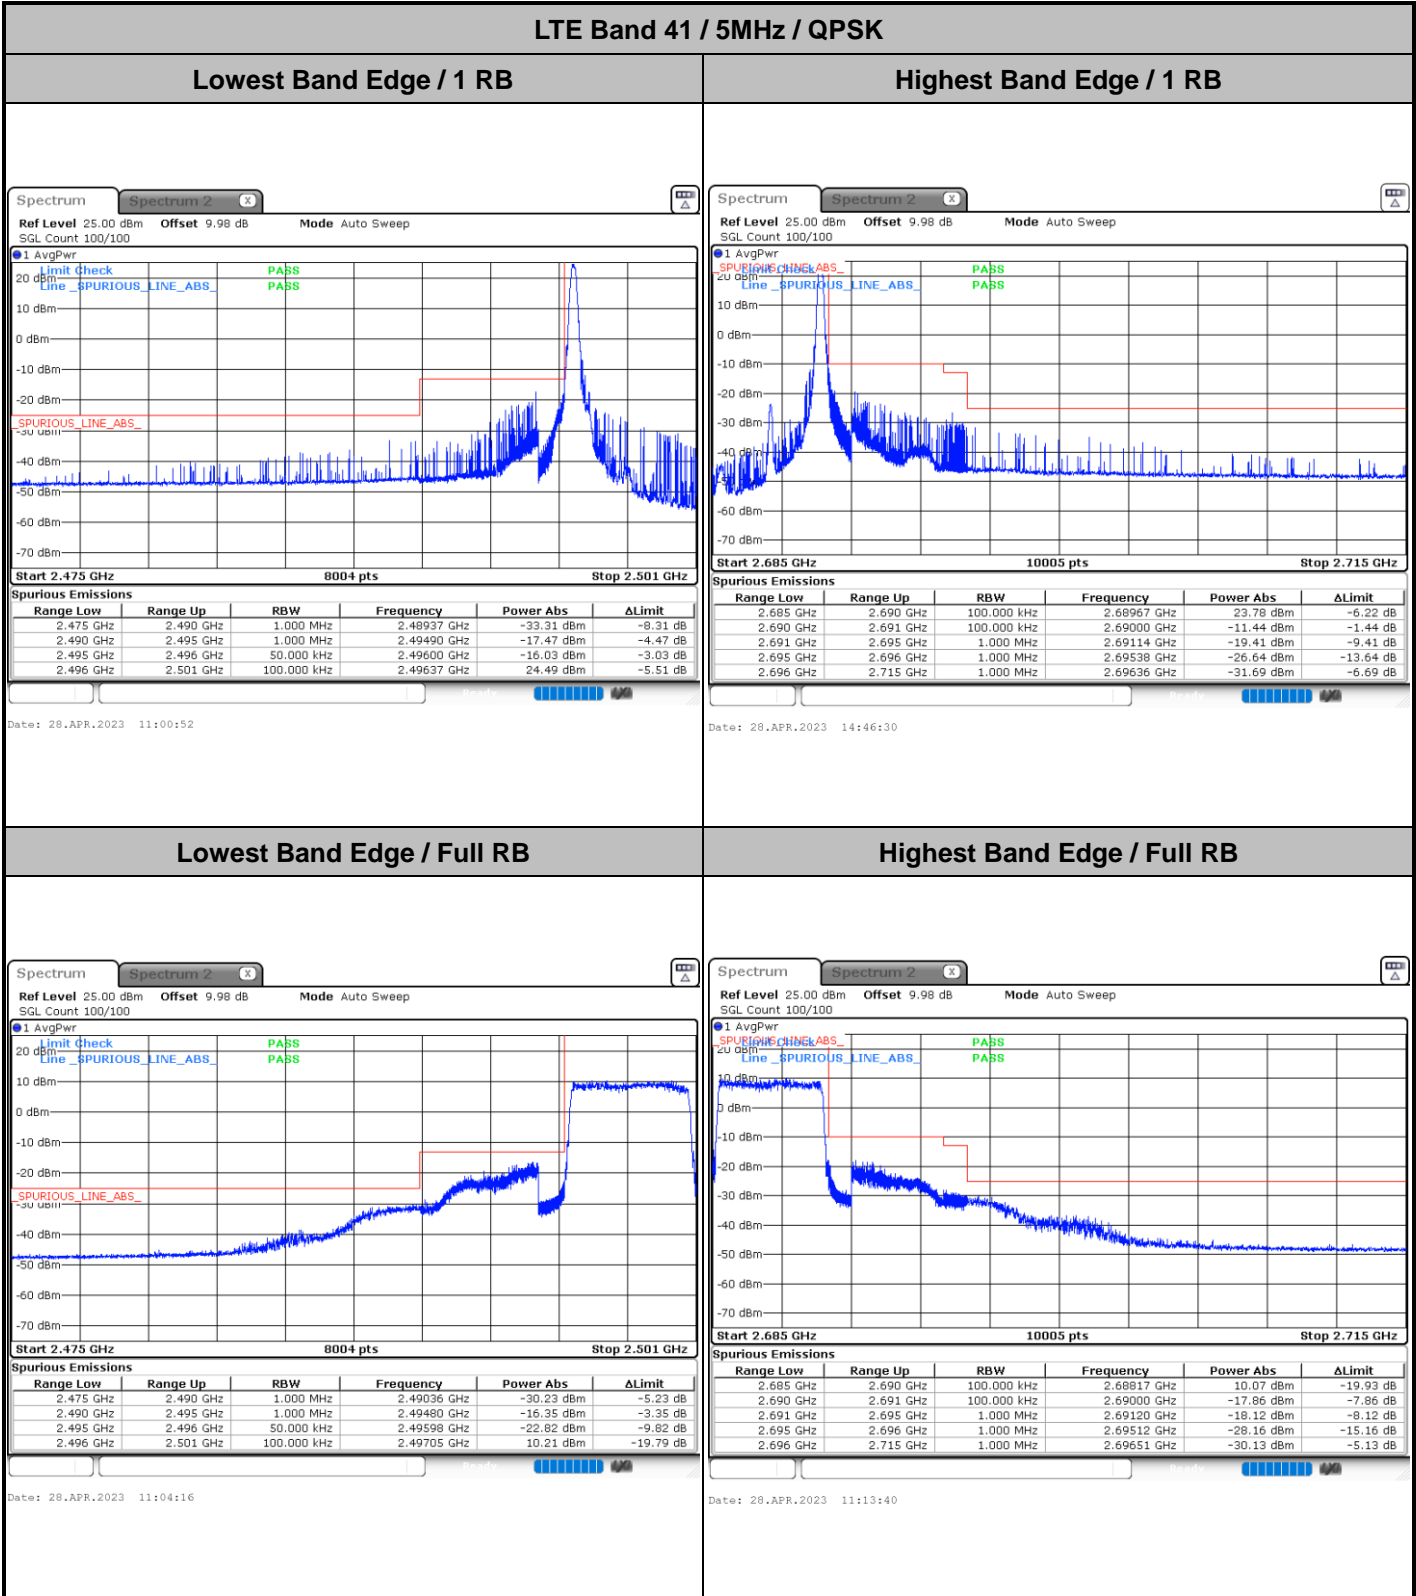 LTE Band 41 / 5MHz / QPSK
Lowest Band Edge / 1 RB
Highest Band Edge / 1 RB
Spectrum
Spectrum 2
X
Ref Level 25.00 dBm Offset 9.98 dB Mode Auto Sweep
SGL Count 100/100
1 AvgPwr
Limit Check PASS
20 dBm
Line _SPURIOUS_LINE_ABS_ PASS
10 dBm
0 dBm
-10 dBm
-20 dBm
_SPURIOUS_LINE_ABS_
-30 dBm
-40 dBm
-50 dBm
-60 dBm
-70 dBm
Start 2.475 GHz 8004 pts Stop 2.501 GHz
Spurious Emissions
Range Low Range Up RBW Frequency Power Abs ΔLimit
2.475 GHz 2.490 GHz 1.000 MHz 2.48937 GHz -33.31 dBm -8.31 dB
2.490 GHz 2.495 GHz 1.000 MHz 2.49490 GHz -17.47 dBm -4.47 dB
2.495 GHz 2.496 GHz 50.000 kHz 2.49600 GHz -16.03 dBm -3.03 dB
2.496 GHz 2.501 GHz 100.000 kHz 2.49637 GHz 24.49 dBm -5.51 dB
Ready
Date: 28.APR.2023 11:00:52
Spectrum
Spectrum 2
X
Ref Level 25.00 dBm Offset 9.98 dB Mode Auto Sweep
SGL Count 100/100
1 AvgPwr
_SPURIOUS_LINE_ABS_
Limit Check PASS
20 dBm
Line _SPURIOUS_LINE_ABS_ PASS
10 dBm
0 dBm
-10 dBm
-20 dBm
-30 dBm
-40 dBm
-50 dBm
-60 dBm
-70 dBm
Start 2.685 GHz 10005 pts Stop 2.715 GHz
Spurious Emissions
Range Low Range Up RBW Frequency Power Abs ΔLimit
2.685 GHz 2.690 GHz 100.000 kHz 2.68967 GHz 23.78 dBm -6.22 dB
2.690 GHz 2.691 GHz 100.000 kHz 2.69000 GHz -11.44 dBm -1.44 dB
2.691 GHz 2.695 GHz 1.000 MHz 2.69114 GHz -19.41 dBm -9.41 dB
2.695 GHz 2.696 GHz 1.000 MHz 2.69538 GHz -26.64 dBm -13.64 dB
2.696 GHz 2.715 GHz 1.000 MHz 2.69636 GHz -31.69 dBm -6.69 dB
Ready
Date: 28.APR.2023 14:46:30
Lowest Band Edge / Full RB
Highest Band Edge / Full RB
Spectrum
Spectrum 2
X
Ref Level 25.00 dBm Offset 9.98 dB Mode Auto Sweep
SGL Count 100/100
1 AvgPwr
Limit Check PASS
20 dBm
Line _SPURIOUS_LINE_ABS_ PASS
10 dBm
0 dBm
-10 dBm
-20 dBm
_SPURIOUS_LINE_ABS_
-30 dBm
-40 dBm
-50 dBm
-60 dBm
-70 dBm
Start 2.475 GHz 8004 pts Stop 2.501 GHz
Spurious Emissions
Range Low Range Up RBW Frequency Power Abs ΔLimit
2.475 GHz 2.490 GHz 1.000 MHz 2.49036 GHz -30.23 dBm -5.23 dB
2.490 GHz 2.495 GHz 1.000 MHz 2.49480 GHz -16.35 dBm -3.35 dB
2.495 GHz 2.496 GHz 50.000 kHz 2.49598 GHz -22.82 dBm -9.82 dB
2.496 GHz 2.501 GHz 100.000 kHz 2.49705 GHz 10.21 dBm -19.79 dB
Ready
Date: 28.APR.2023 11:04:16
Spectrum
Spectrum 2
X
Ref Level 25.00 dBm Offset 9.98 dB Mode Auto Sweep
SGL Count 100/100
1 AvgPwr
_SPURIOUS_LINE_ABS_
Limit Check PASS
20 dBm
Line _SPURIOUS_LINE_ABS_ PASS
10 dBm
0 dBm
-10 dBm
-20 dBm
-30 dBm
-40 dBm
-50 dBm
-60 dBm
-70 dBm
Start 2.685 GHz 10005 pts Stop 2.715 GHz
Spurious Emissions
Range Low Range Up RBW Frequency Power Abs ΔLimit
2.685 GHz 2.690 GHz 100.000 kHz 2.68817 GHz 10.07 dBm -19.93 dB
2.690 GHz 2.691 GHz 100.000 kHz 2.69000 GHz -17.86 dBm -7.86 dB
2.691 GHz 2.695 GHz 1.000 MHz 2.69120 GHz -18.12 dBm -8.12 dB
2.695 GHz 2.696 GHz 1.000 MHz 2.69512 GHz -28.16 dBm -15.16 dB
2.696 GHz 2.715 GHz 1.000 MHz 2.69651 GHz -30.13 dBm -5.13 dB
Ready
Date: 28.APR.2023 11:13:40